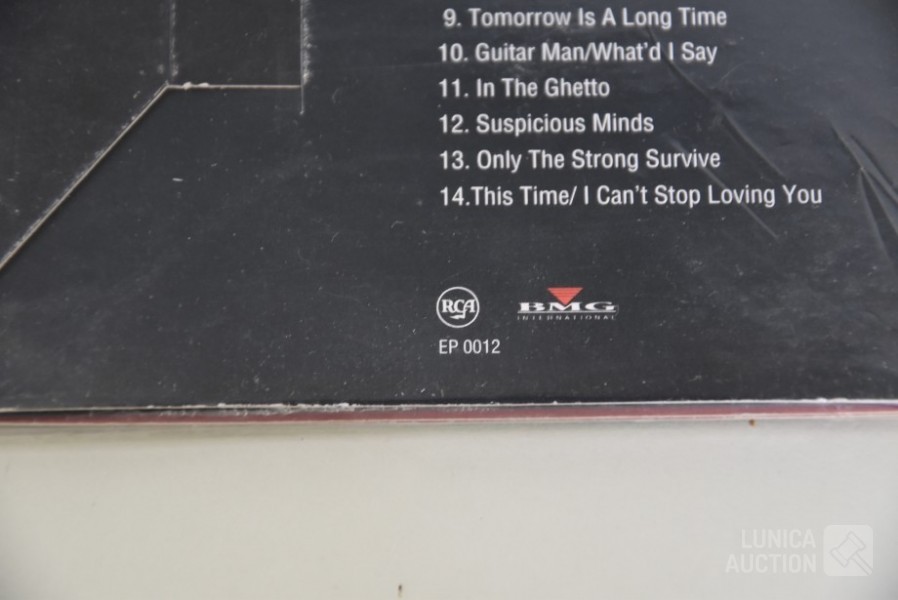 9. Tomorrow Is A Long Time
10. Guitar Man/What'd I Say
11. In The Ghetto
12. Suspicious Minds
13. Only The Strong Survive
14.This Time/ I Can't Stop Loving You
RCA
BMG
INTERNATIONAL
EP 0012
LUNICA
AUCTION